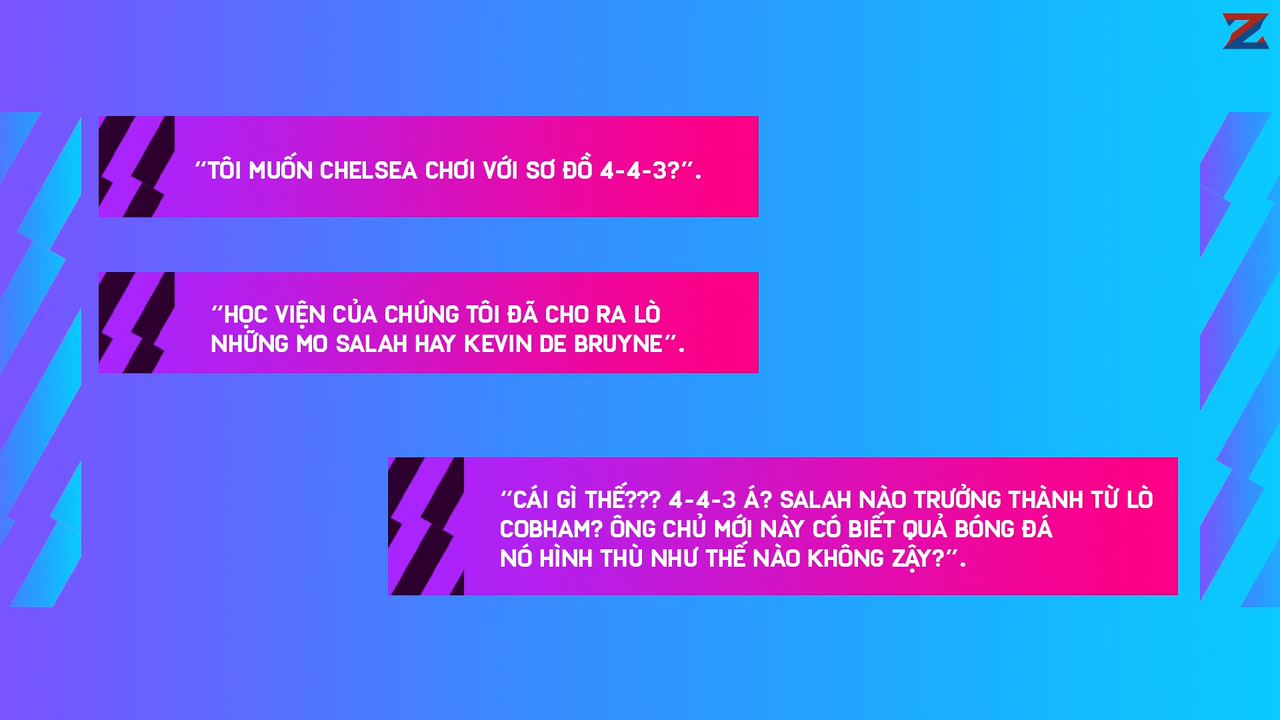 “TÔI MUỐN CHELSEA CHƠI VỚI SƠ ĐỒ 4-4-3?”.
“HỌC VIỆN CỦA CHÚNG TÔI ĐÃ CHO RA LÒ
NHỮNG MO SALAH HAY KEVIN DE BRUYNE”.
“CÁI GÌ THẾ??? 4-4-3 Á? SALAH NÀO TRƯỞNG THÀNH TỪ LÒ
COBHAM? ÔNG CHỦ MỚI NÀY CÓ BIẾT QUẢ BÓNG ĐÁ
NÓ HÌNH THÙ NHƯ THẾ NÀO KHÔNG ZẬY?”.